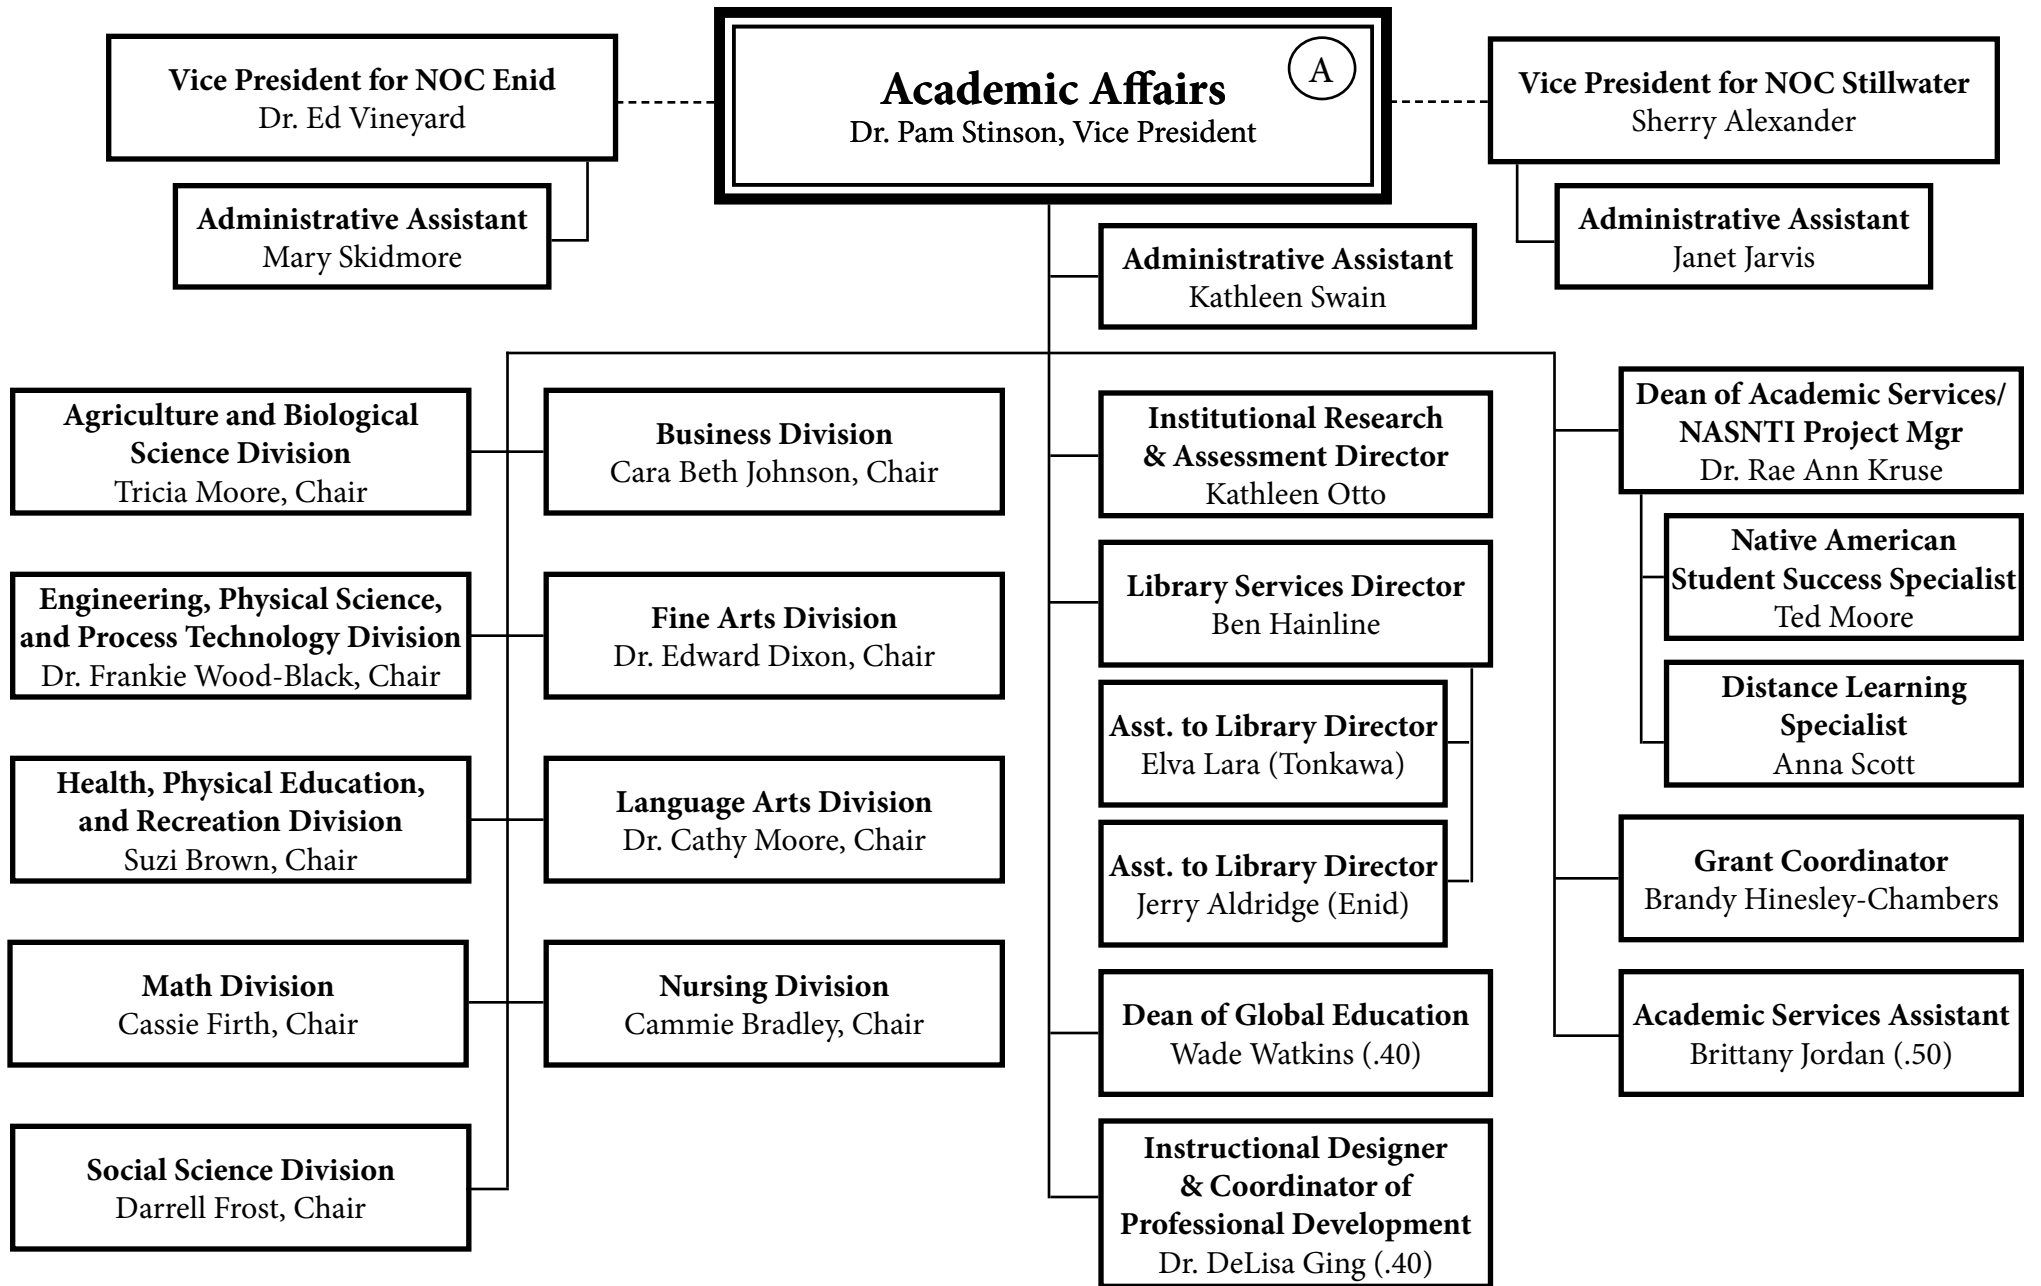 Vice President for NOC Enid
Dr. Ed Vineyard
Academic Affairs
Dr. Pam Stinson, Vice President
A
Vice President for NOC Stillwater
Sherry Alexander
Administrative Assistant
Mary Skidmore
Administrative Assistant
Kathleen Swain
Administrative Assistant
Janet Jarvis
Agriculture and Biological
Science Division
Tricia Moore, Chair
Business Division
Cara Beth Johnson, Chair
Engineering, Physical Science,
and Process Technology Division
Dr. Frankie Wood-Black, Chair
Fine Arts Division
Dr. Edward Dixon, Chair
Health, Physical Education,
and Recreation Division
Suzi Brown, Chair
Language Arts Division
Dr. Cathy Moore, Chair
Math Division
Cassie Firth, Chair
Nursing Division
Cammie Bradley, Chair
Social Science Division
Darrell Frost, Chair
Institutional Research
& Assessment Director
Kathleen Otto
Library Services Director
Ben Hainline
Asst. to Library Director
Elva Lara (Tonkawa)
Asst. to Library Director
Jerry Aldridge (Enid)
Dean of Global Education
Wade Watkins (.40)
Instructional Designer
& Coordinator of
Professional Development
Dr. DeLisa Ging (.40)
Dean of Academic Services/
NASNTI Project Mgr
Dr. Rae Ann Kruse
Native American
Student Success Specialist
Ted Moore
Distance Learning
Specialist
Anna Scott
Grant Coordinator
Brandy Hinesley-Chambers
Academic Services Assistant
Brittany Jordan (.50)